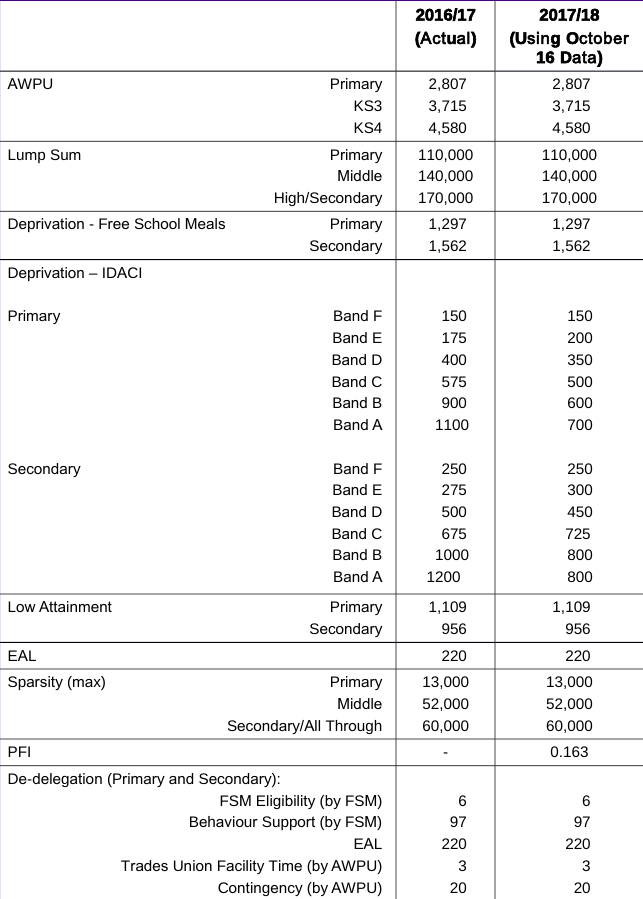 2016/17 2017/18
(Actual) (Using October
16 Data)
AWPU Primary 2,807 2,807
KS3 3,715 3,715
KS4 4,580 4,580
Lump Sum Primary 110,000 110,000
Middle 140,000 140,000
High/Secondary 170,000 170,000
Deprivation - Free School Meals Primary 1,297 1,297
Secondary 1,562 1,562
Deprivation – IDACI
Primary Band F 150 150
Band E 175 200
Band D 400 350
Band C 575 500
Band B 900 600
Band A 1100 700
Secondary Band F 250 250
Band E 275 300
Band D 500 450
Band C 675 725
Band B 1000 800
Band A 1200 800
Low Attainment Primary 1,109 1,109
Secondary 956 956
EAL 220 220
Sparsity (max) Primary 13,000 13,000
Middle 52,000 52,000
Secondary/All Through 60,000 60,000
PFI - 0.163
De-delegation (Primary and Secondary):
FSM Eligibility (by FSM) 6 6
Behaviour Support (by FSM) 97 97
EAL 220 220
Trades Union Facility Time (by AWPU) 3 3
Contingency (by AWPU) 20 20